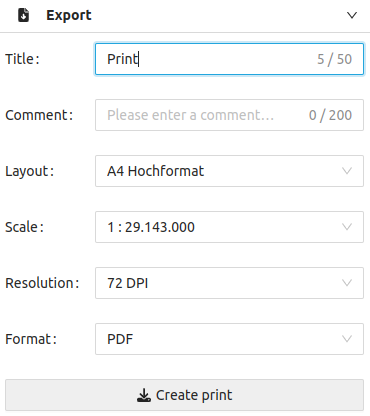 Export
Title: Print 5 / 50
Comment: Please enter a comment... 0 / 200
Layout: A4 Hochformat
Scale: 1 : 29.143.000
Resolution: 72 DPI
Format: PDF
Create print